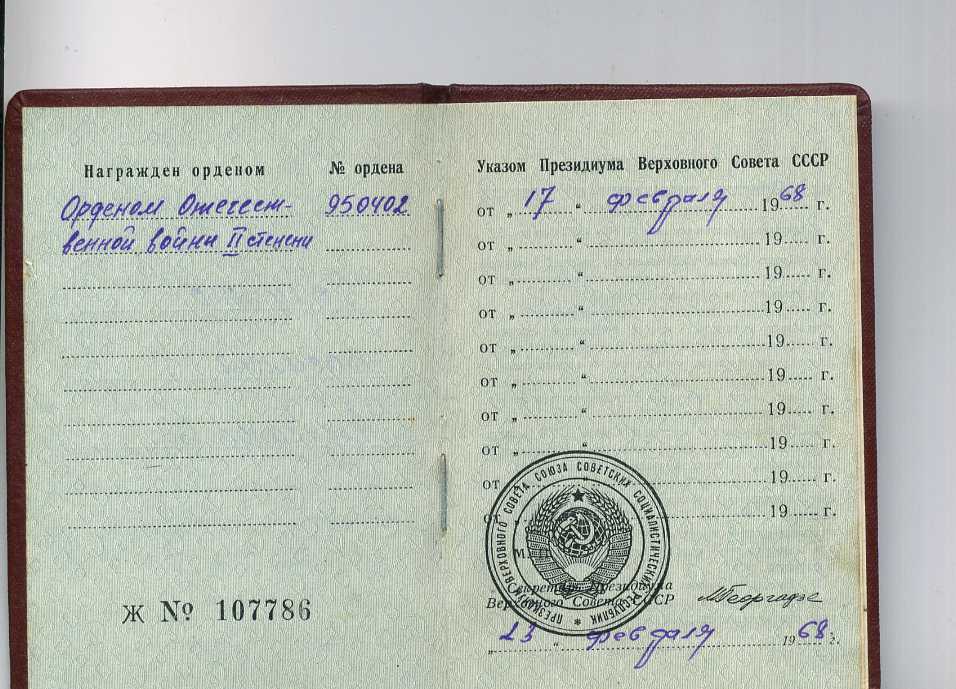 Награжден орденом
№ ордена
Орденом Отечест-
950402
венной войны II степени
Ж № 107786
Указом Президиума Верховного Совета СССР
от „ 17 “ февраля 1968 г.
от „ “ 19 г.
от „ “ 19 г.
от „ “ 19 г.
от „ “ 19 г.
от „ “ 19 г.
от „ “ 19 г.
от „ “ 19 г.
от „ “ 19 г.
от „ “ 19 г.
ПРЕЗИДИУМ ВЕРХОВНОГО СОВЕТА СОЮЗА СОВЕТСКИХ СОЦИАЛИСТИЧЕСКИХ РЕСПУБЛИК
Секретарь Президиума
Верховного Совета СССР
МГеоргадзе
„ 23 “ февраля 1968 г.